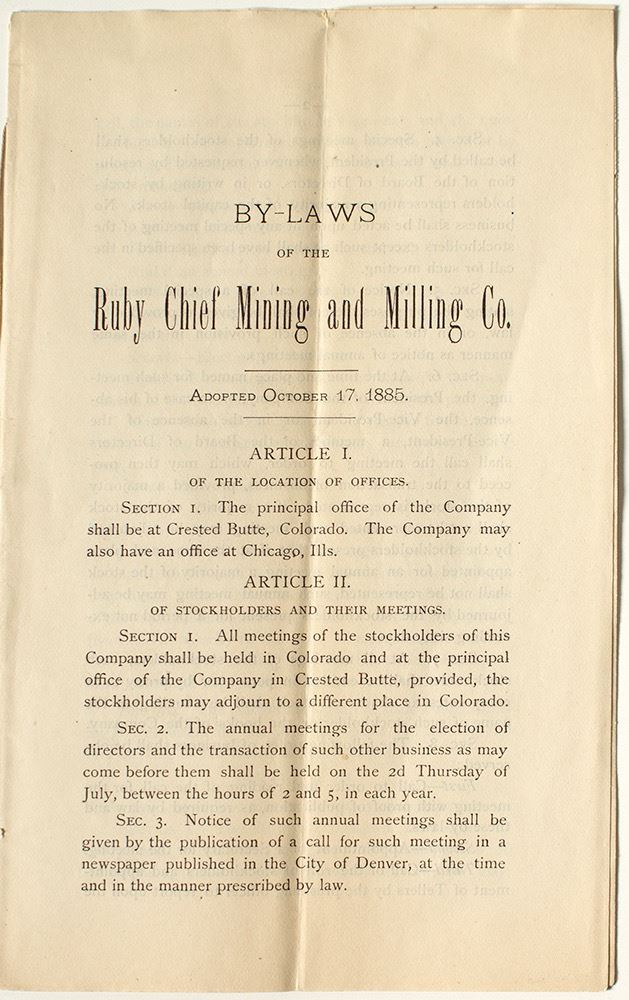 BY-LAWS
OF THE
Ruby Chief Mining and Milling Co.
ADOPTED OCTOBER 17, 1885.
ARTICLE I.
OF THE LOCATION OF OFFICES.
SECTION 1. The principal office of the Company
shall be at Crested Butte, Colorado. The Company may
also have an office at Chicago, Ills.
ARTICLE II.
OF STOCKHOLDERS AND THEIR MEETINGS.
SECTION 1. All meetings of the stockholders of this
Company shall be held in Colorado and at the principal
office of the Company in Crested Butte, provided, the
stockholders may adjourn to a different place in Colorado.
SEC. 2. The annual meetings for the election of
directors and the transaction of such other business as may
come before them shall be held on the 2d Thursday of
July, between the hours of 2 and 5, in each year.
SEC. 3. Notice of such annual meetings shall be
given by the publication of a call for such meeting in a
newspaper published in the City of Denver, at the time
and in the manner prescribed by law.